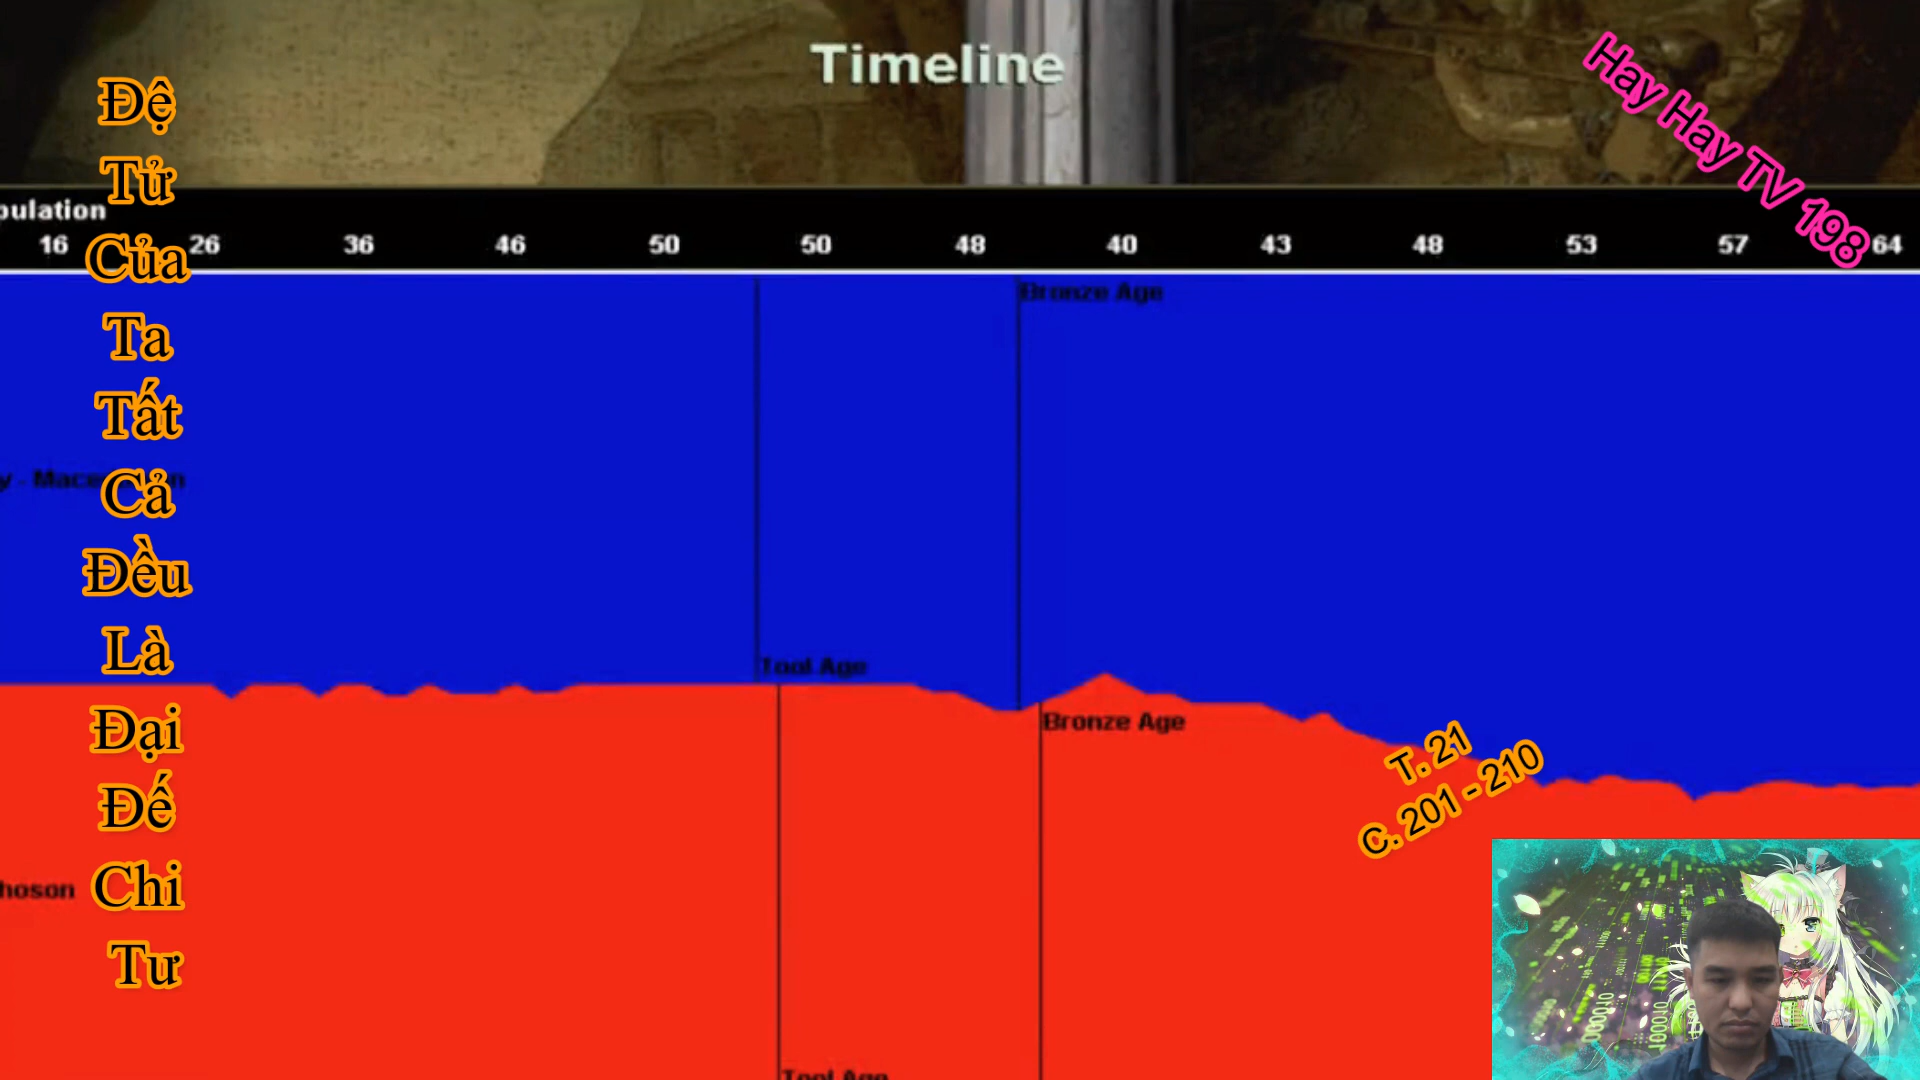 Timeline
Hay Hay TV 198
pulation
16 26 36 46 50 50 48 40 43 48 53 57 64
Đệ
Tử
Của
Ta
Tất
Cả
Đều
Là
Đại
Đế
Chi
Tư
Bronze Age
Tool Age
Bronze Age
T. 21
C. 201 - 210
hoson
Tool Age